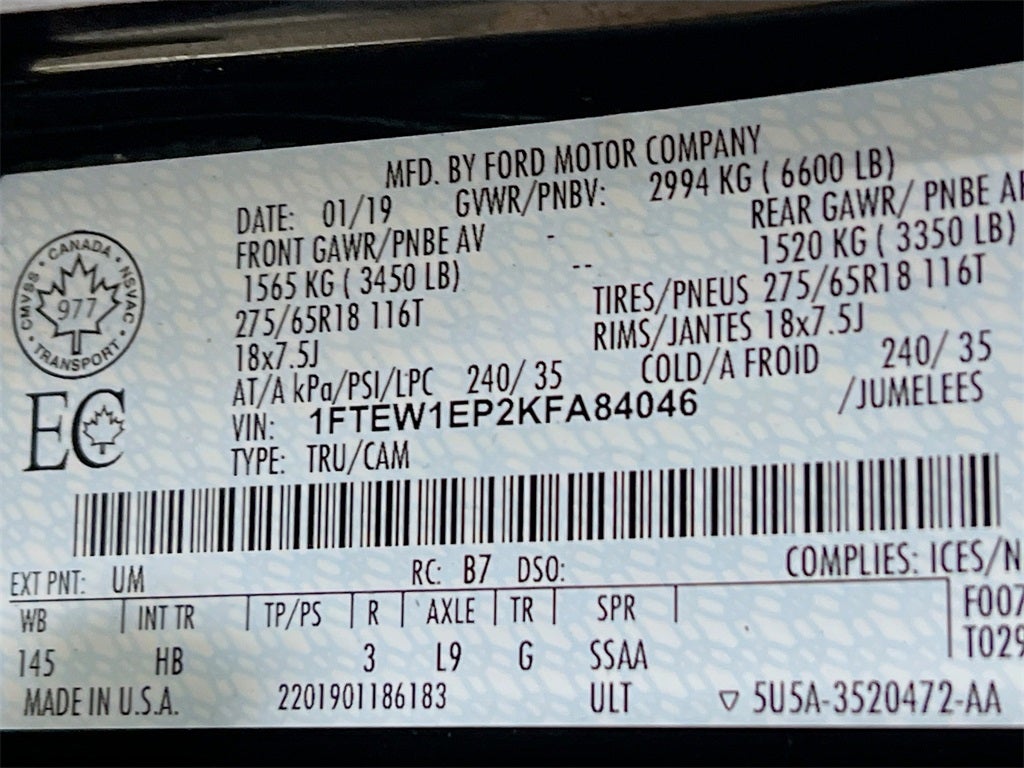 MFD. BY FORD MOTOR COMPANY
DATE: 01/19 GVWR/PNBV: 2994 KG ( 6600 LB)
FRONT GAWR/PNBE AV - REAR GAWR/ PNBE
1565 KG ( 3450 LB) -- 1520 KG ( 3350 LB)
275/65R18 116T TIRES/PNEUS 275/65R18 116T
18x7.5J RIMS/JANTES 18x7.5J
AT/A kPa/PSI/LPC 240/ 35 COLD/A FROiD 240/ 35
VIN: 1FTEW1EP2KFA84046 /JUMELEES
TYPE: TRU/CAM
CMVSS • CANADA • NSVAC • TRANSPORT •
977
EC
EXT PNT: UM RC: B7 DSO: COMPLIES: ICES/N
WB | INT TR | TP/PS | R | AXLE | TR | SPR | F007
145 HB 3 L9 G SSAA T029
MADE IN U.S.A. 2201901186183 ULT ▽ 5U5A-3520472-AA